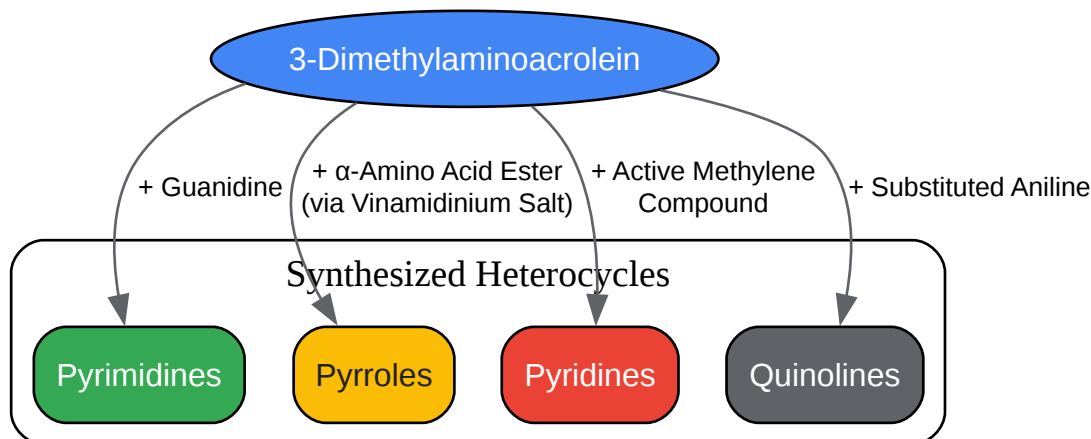 3-Dimethylaminoacrolein
+ Guanidine
+ α-Amino Acid Ester
(via Vinamidinium Salt)
+ Active Methylene
Compound
+ Substituted Aniline
Synthesized Heterocycles
Pyrimidines
Pyrroles
Pyridines
Quinolines